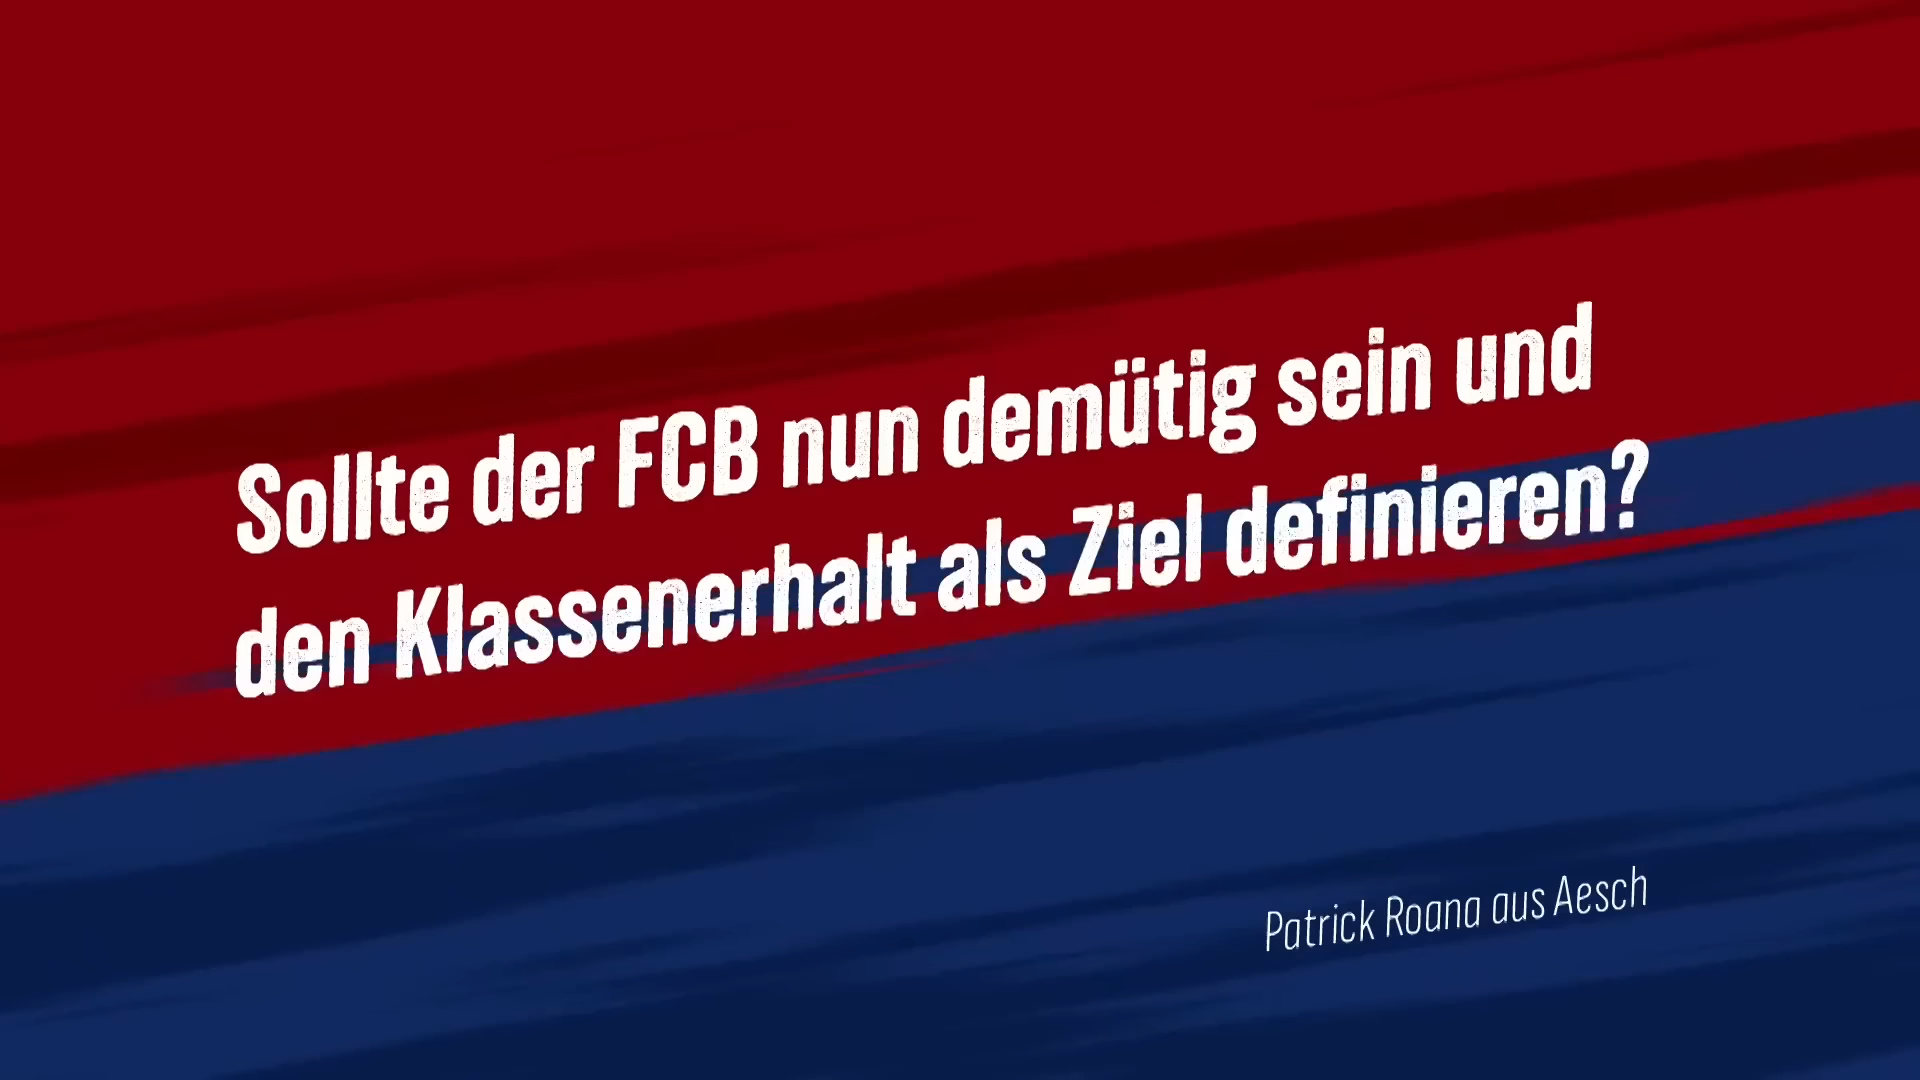 Sollte der FCB nun demütig sein und
den Klassenerhalt als Ziel definieren?
Patrick Roana aus Aesch